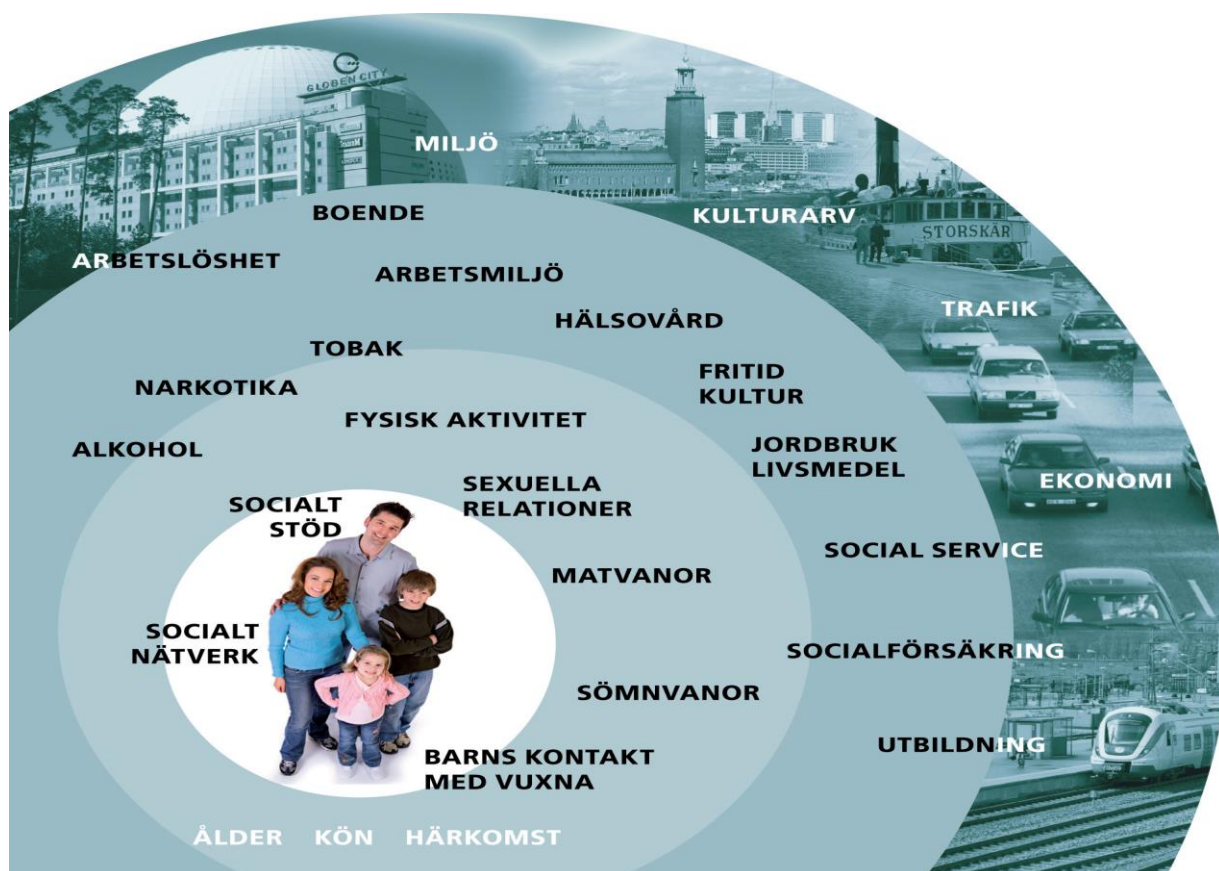 GLOBEN CITY
MILJÖ
BOENDE
KULTURARV
STORSKÄR
ARBETSLÖSHET
ARBETSMILJÖ
TRAFIK
HÄLSOVÅRD
TOBAK
FRITID
KULTUR
NARKOTIKA
FYSISK AKTIVITET
ALKOHOL
JORDBRUK
LIVSMEDEL
EKONOMI
SEXUELLA
RELATIONER
SOCIALT
STÖD
SOCIAL SERVICE
MATVANOR
SOCIALT
NÄTVERK
SOCIALFÖRSÄKRING
SÖMNVANOR
UTBILDNING
BARNS KONTAKT
MED VUXNA
ÅLDER KÖN HÄRKOMST